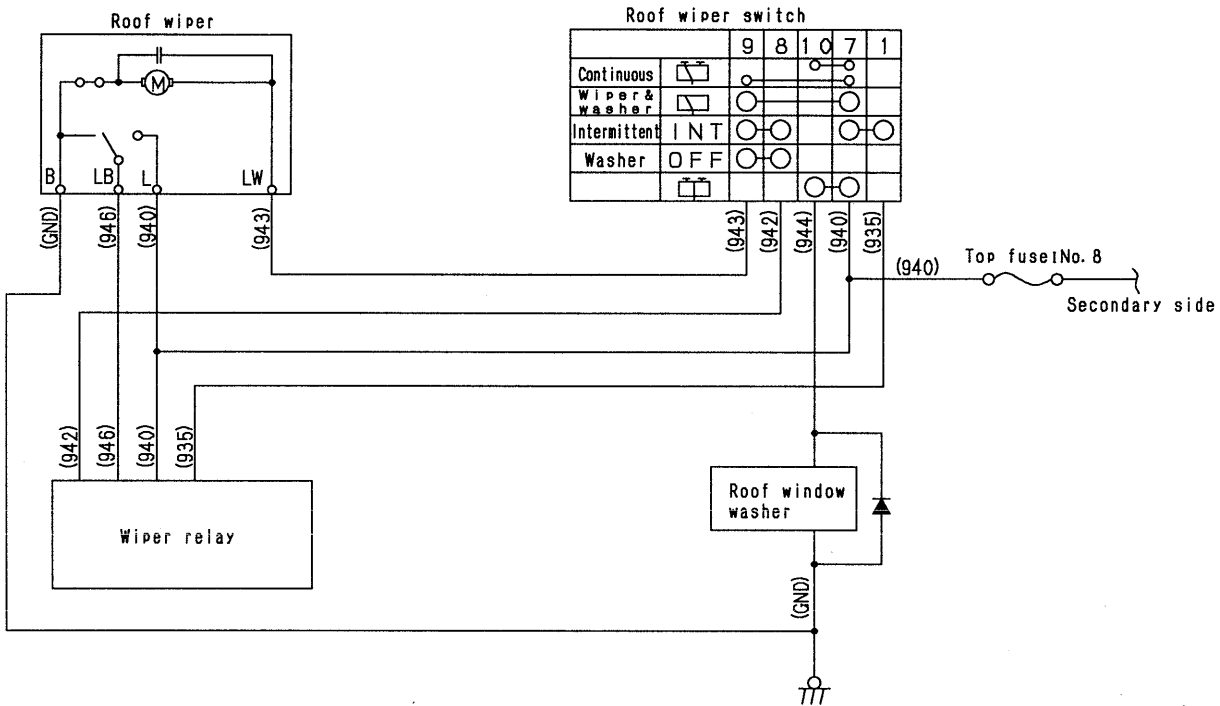 Roof wiper
M
B
LB
L
LW
(GND)
(946)
(940)
(943)
Roof wiper switch
9 8 10 7 1
Continuous
Wiper&
washer
Intermittent INT
Washer OFF
(943)
(942)
(944)
(940)
(935)
(940)
Top fuse:No. 8
Secondary side
(942)
(946)
(940)
(935)
Wiper relay
Roof window
washer
(GND)